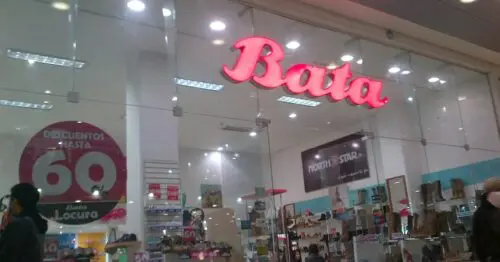 Bata
DESCUENTOS
HASTA
60%
Locura
NORTH STAR